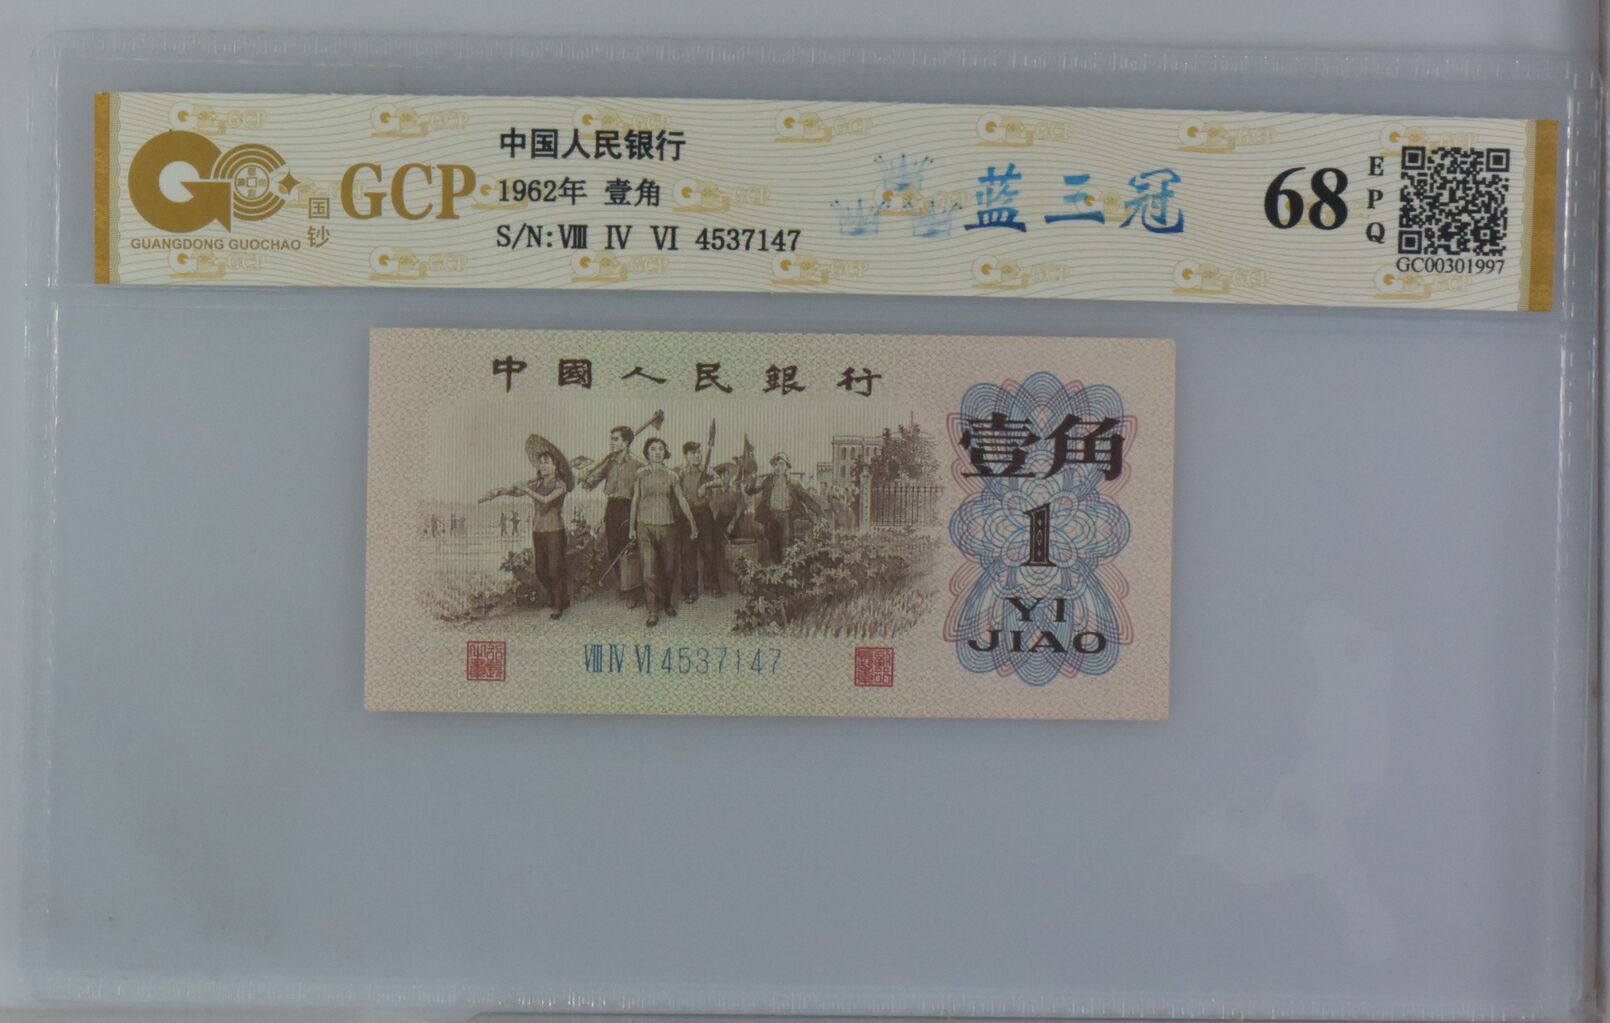 GUANGDONG GUOCHAO
国钞
GCP
中国人民银行
1962年 壹角
S/N:Ⅷ Ⅳ Ⅵ 4537147
蓝三冠
68
EPQ
GC00301997
中國人民銀行
壹角
1
YI
JIAO
Ⅷ Ⅳ Ⅵ 4537147